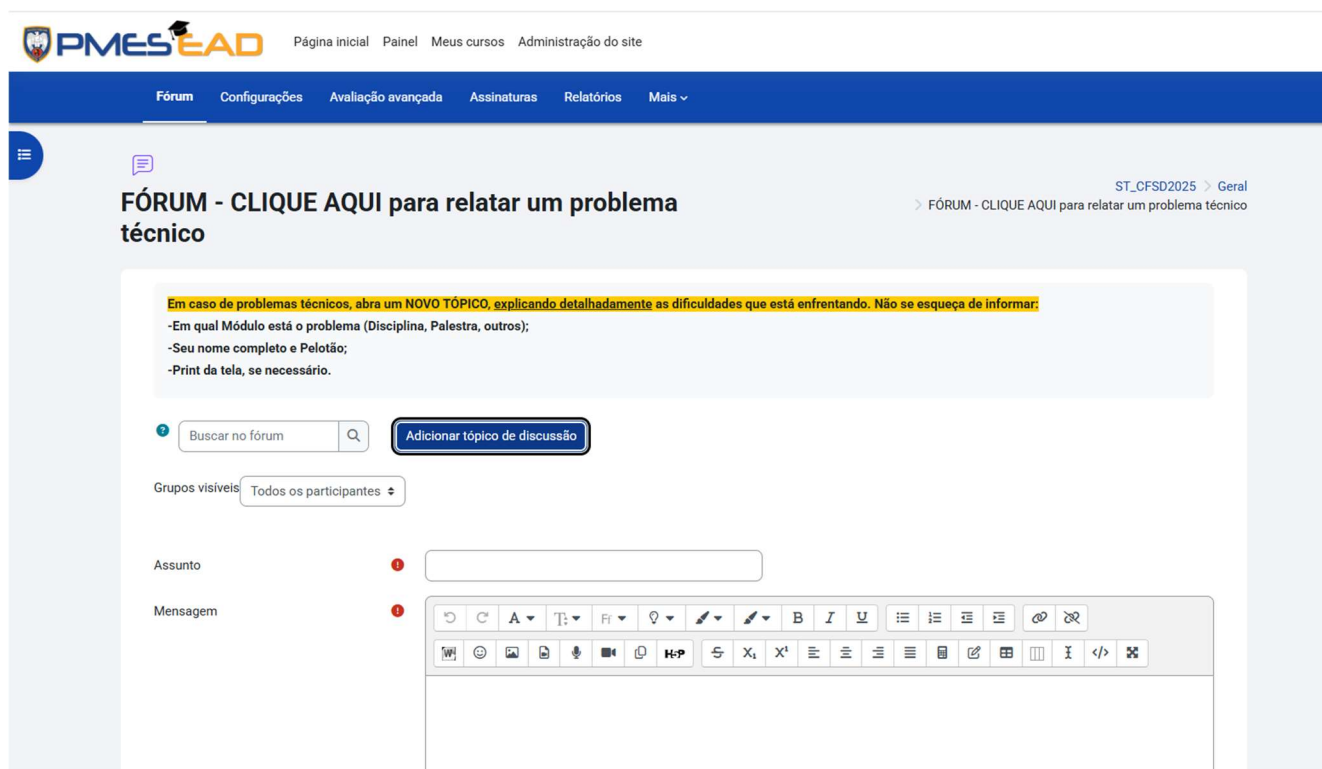 PMES EAD
Página inicial Painel Meus cursos Administração do site
Fórum Configurações Avaliação avançada Assinaturas Relatórios Mais
FÓRUM - CLIQUE AQUI para relatar um problema
técnico
ST_CFSD2025 > Geral
> FÓRUM - CLIQUE AQUI para relatar um problema técnico
Em caso de problemas técnicos, abra um NOVO TÓPICO, explicando detalhadamente as dificuldades que está enfrentando. Não se esqueça de informar:
-Em qual Módulo está o problema (Disciplina, Palestra, outros);
-Seu nome completo e Pelotão;
-Print da tela, se necessário.
Buscar no fórum
Adicionar tópico de discussão
Grupos visíveis Todos os participantes
Assunto
Mensagem